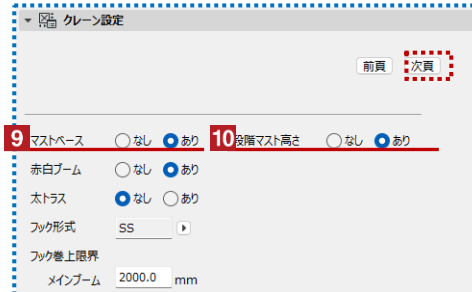 クレーン設定
前頁 次頁
9 マストベース なし あり 10 段階マスト高さ なし あり
赤白ブーム なし あり
太トラス なし あり
フック形式 SS
フック巻上限界
メインブーム 2000.0 mm